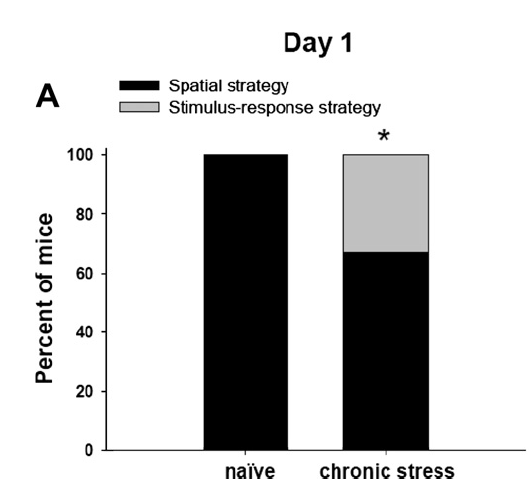 Day 1
A
Spatial strategy
Stimulus-response strategy
*
100
80
60
40
20
0
Percent of mice
naïve
chronic stress